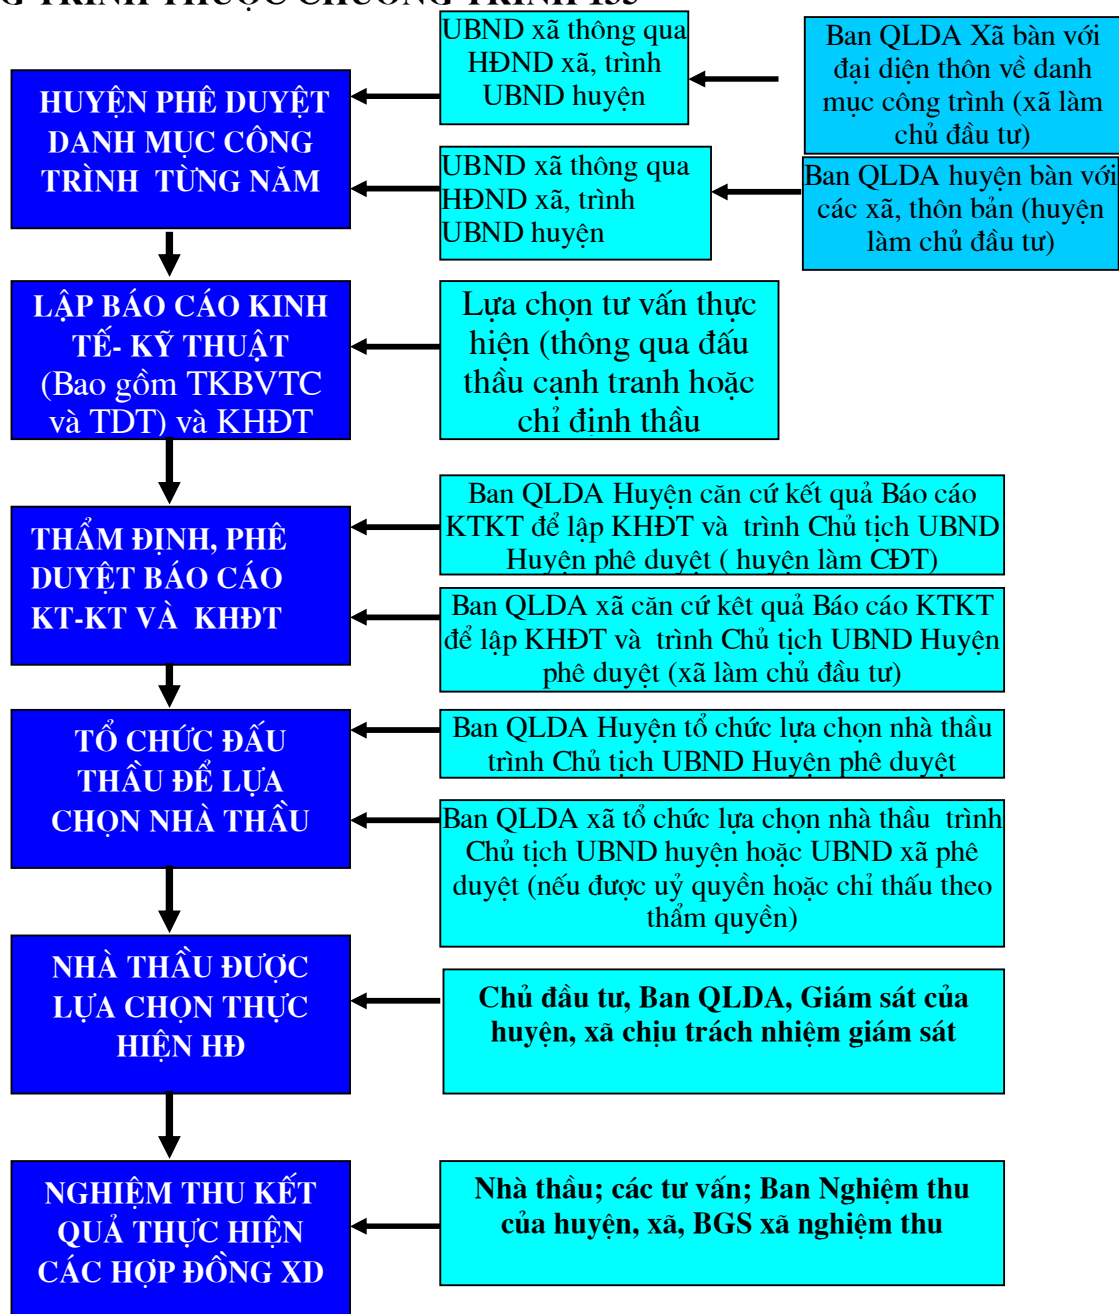 G TRÌNH THUỘC CHƯƠNG TRÌNH 135
UBND xã thông qua
HĐND xã, trình
UBND huyện
Ban QLDA Xã bàn với
đại diện thôn về danh
mục công trình (xã làm
chủ đầu tư)
HUYỆN PHÊ DUYỆT
DANH MỤC CÔNG
TRÌNH TỪNG NĂM
UBND xã thông qua
HĐND xã, trình
UBND huyện
Ban QLDA huyện bàn với
các xã, thôn bản (huyện
làm chủ đầu tư)
LẬP BÁO CÁO KINH
TẾ- KỸ THUẬT
(Bao gồm TKBVTC
và TDT) và KHĐT
Lựa chọn tư vấn thực
hiện (thông qua đấu
thầu cạnh tranh hoặc
chỉ định thầu
THẨM ĐỊNH, PHÊ
DUYỆT BÁO CÁO
KT-KT VÀ KHĐT
Ban QLDA Huyện căn cứ kết quả Báo cáo
KTKT để lập KHĐT và trình Chủ tịch UBND
Huyện phê duyệt ( huyện làm CĐT)
Ban QLDA xã căn cứ kêt quả Báo cáo KTKT
để lập KHĐT và trình Chủ tịch UBND Huyện
phê duyệt (xã làm chủ đầu tư)
TỔ CHỨC ĐẤU
THẦU ĐỂ LỰA
CHỌN NHÀ THẦU
Ban QLDA Huyện tổ chức lựa chọn nhà thầu
trình Chủ tịch UBND Huyện phê duyệt
Ban QLDA xã tổ chức lựa chọn nhà thầu trình
Chủ tịch UBND huyện hoặc UBND xã phê
duyệt (nếu được uỷ quyền hoặc chỉ thấu theo
thẩm quyền)
NHÀ THẦU ĐƯỢC
LỰA CHỌN THỰC
HIỆN HĐ
Chủ đầu tư, Ban QLDA, Giám sát của
huyện, xã chịu trách nhiệm giám sát
NGHIỆM THU KẾT
QUẢ THỰC HIỆN
CÁC HỢP ĐỒNG XD
Nhà thầu; các tư vấn; Ban Nghiệm thu
của huyện, xã, BGS xã nghiệm thu